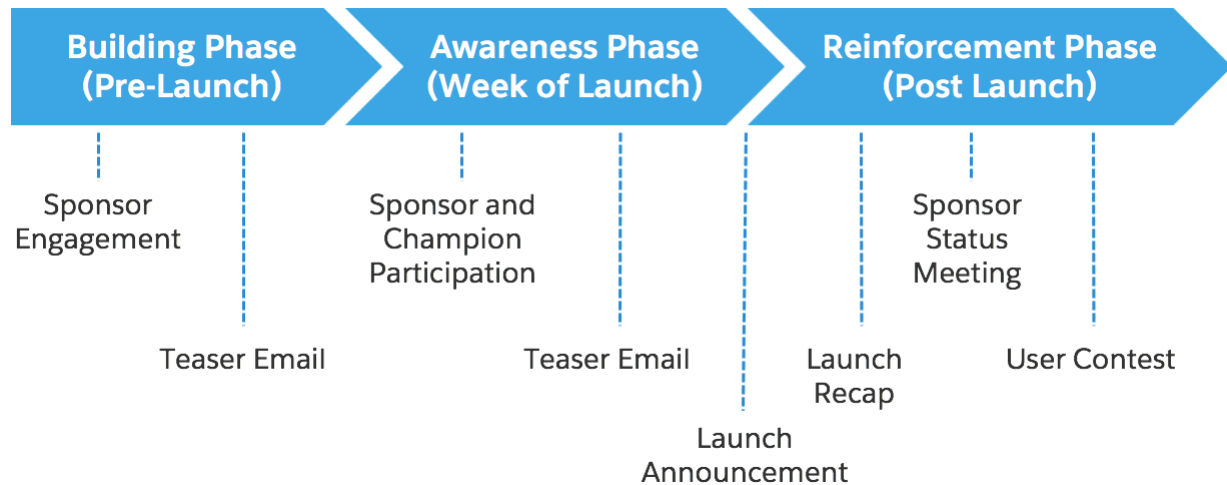 Building Phase
(Pre-Launch)
Awareness Phase
(Week of Launch)
Reinforcement Phase
(Post Launch)
Sponsor
Engagement
Teaser Email
Sponsor and
Champion
Participation
Teaser Email
Launch
Announcement
Launch
Recap
Sponsor
Status
Meeting
User Contest